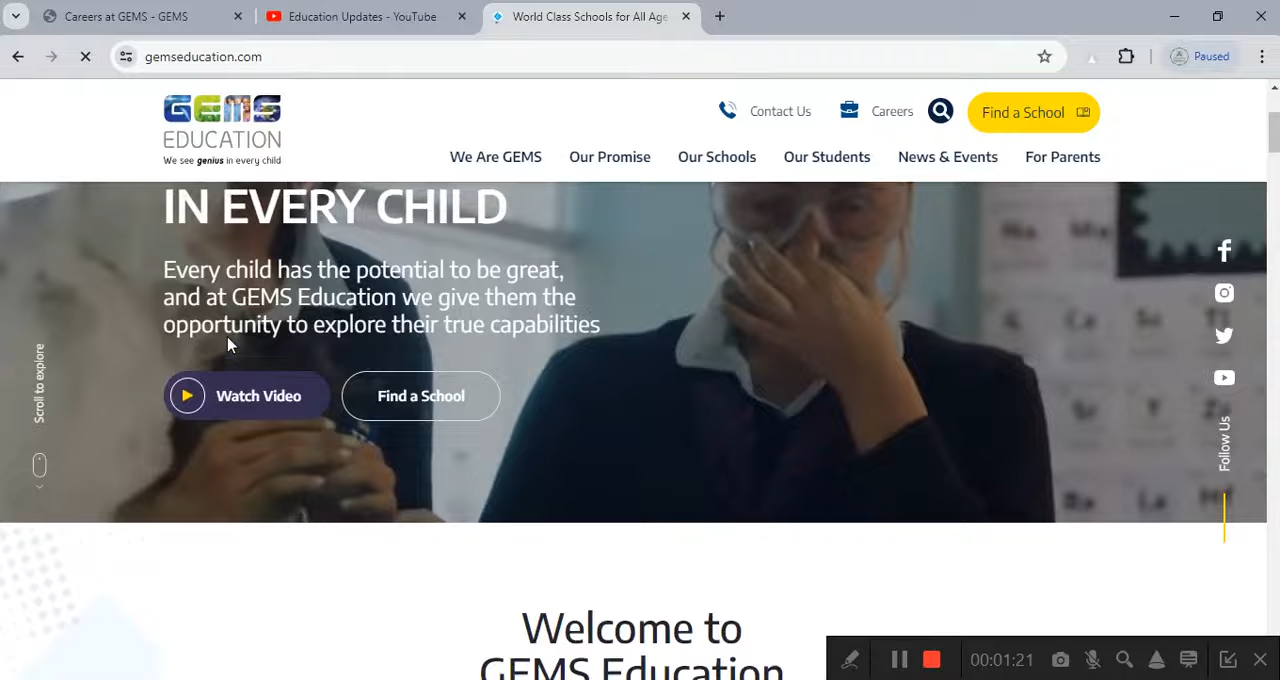 Careers at GEMS - GEMS
Education Updates - YouTube
World Class Schools for All Age
gemseducation.com
Paused
GEMS
EDUCATION
We see genius in every child
Contact Us
Careers
Find a School
We Are GEMS
Our Promise
Our Schools
Our Students
News & Events
For Parents
IN EVERY CHILD
Every child has the potential to be great,
and at GEMS Education we give them the
opportunity to explore their true capabilities
Watch Video
Find a School
Scroll to explore
Follow Us
Welcome to
GEMS Education
00:01:21